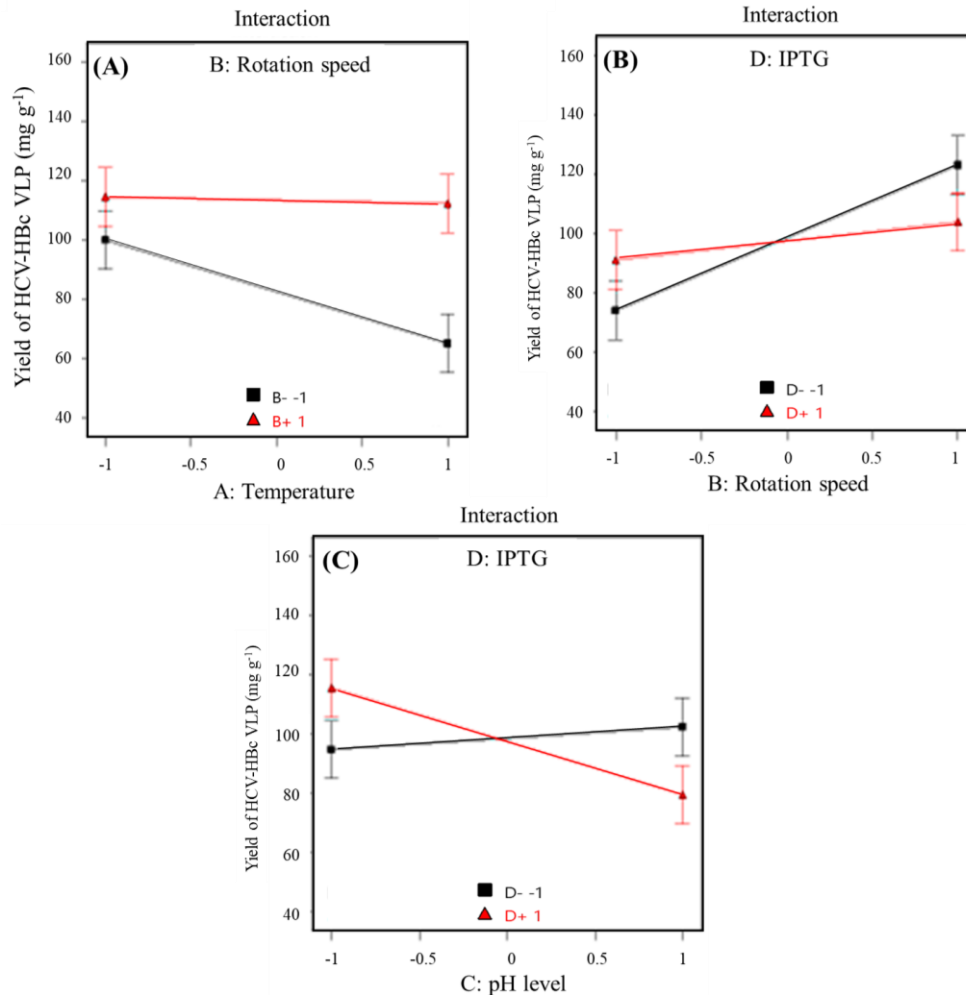 Interaction
(A)
B: Rotation speed
Yield of HCV-HBc VLP (mg g⁻¹)
160
140
120
100
80
60
40
B- -1
B+ 1
-1
-0.5
0
0.5
1
A: Temperature
Interaction
(B)
D: IPTG
Yield of HCV-HBc VLP (mg g⁻¹)
160
140
120
100
80
60
40
D- -1
D+ 1
-1
-0.5
0
0.5
1
B: Rotation speed
Interaction
(C)
D: IPTG
Yield of HCV-HBc VLP (mg g⁻¹)
160
140
120
100
80
60
40
D- -1
D+ 1
-1
-0.5
0
0.5
1
C: pH level